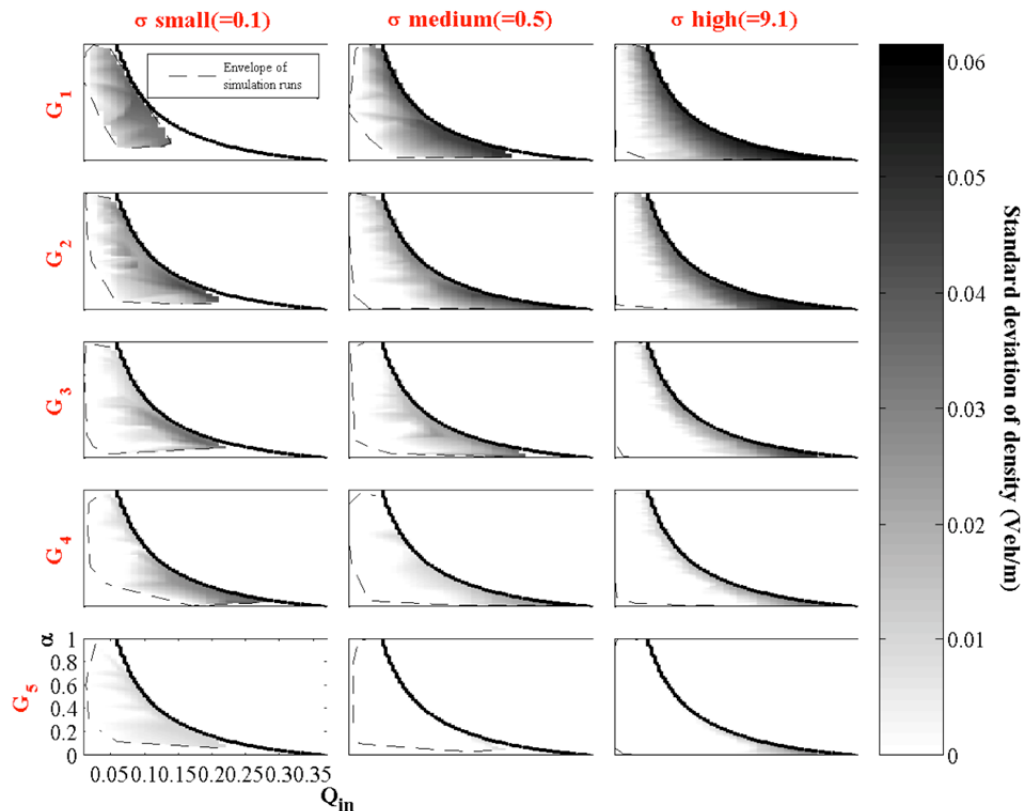 σ small(=0.1) σ medium(=0.5) σ high(=9.1)
Envelope of
simulation runs
G1
G2
G3
G4
G5
α
1
0.8
0.6
0.4
0.2
0
0.05 0.10 0.15 0.20 0.25 0.30 0.35
Qin
0.06
0.05
0.04
0.03
0.02
0.01
0
Standard deviation of density (Veh/m)